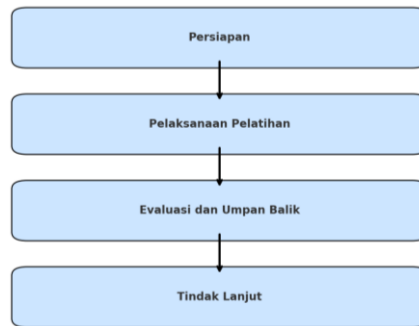 Persiapan
Pelaksanaan Pelatihan
Evaluasi dan Umpan Balik
Tindak Lanjut